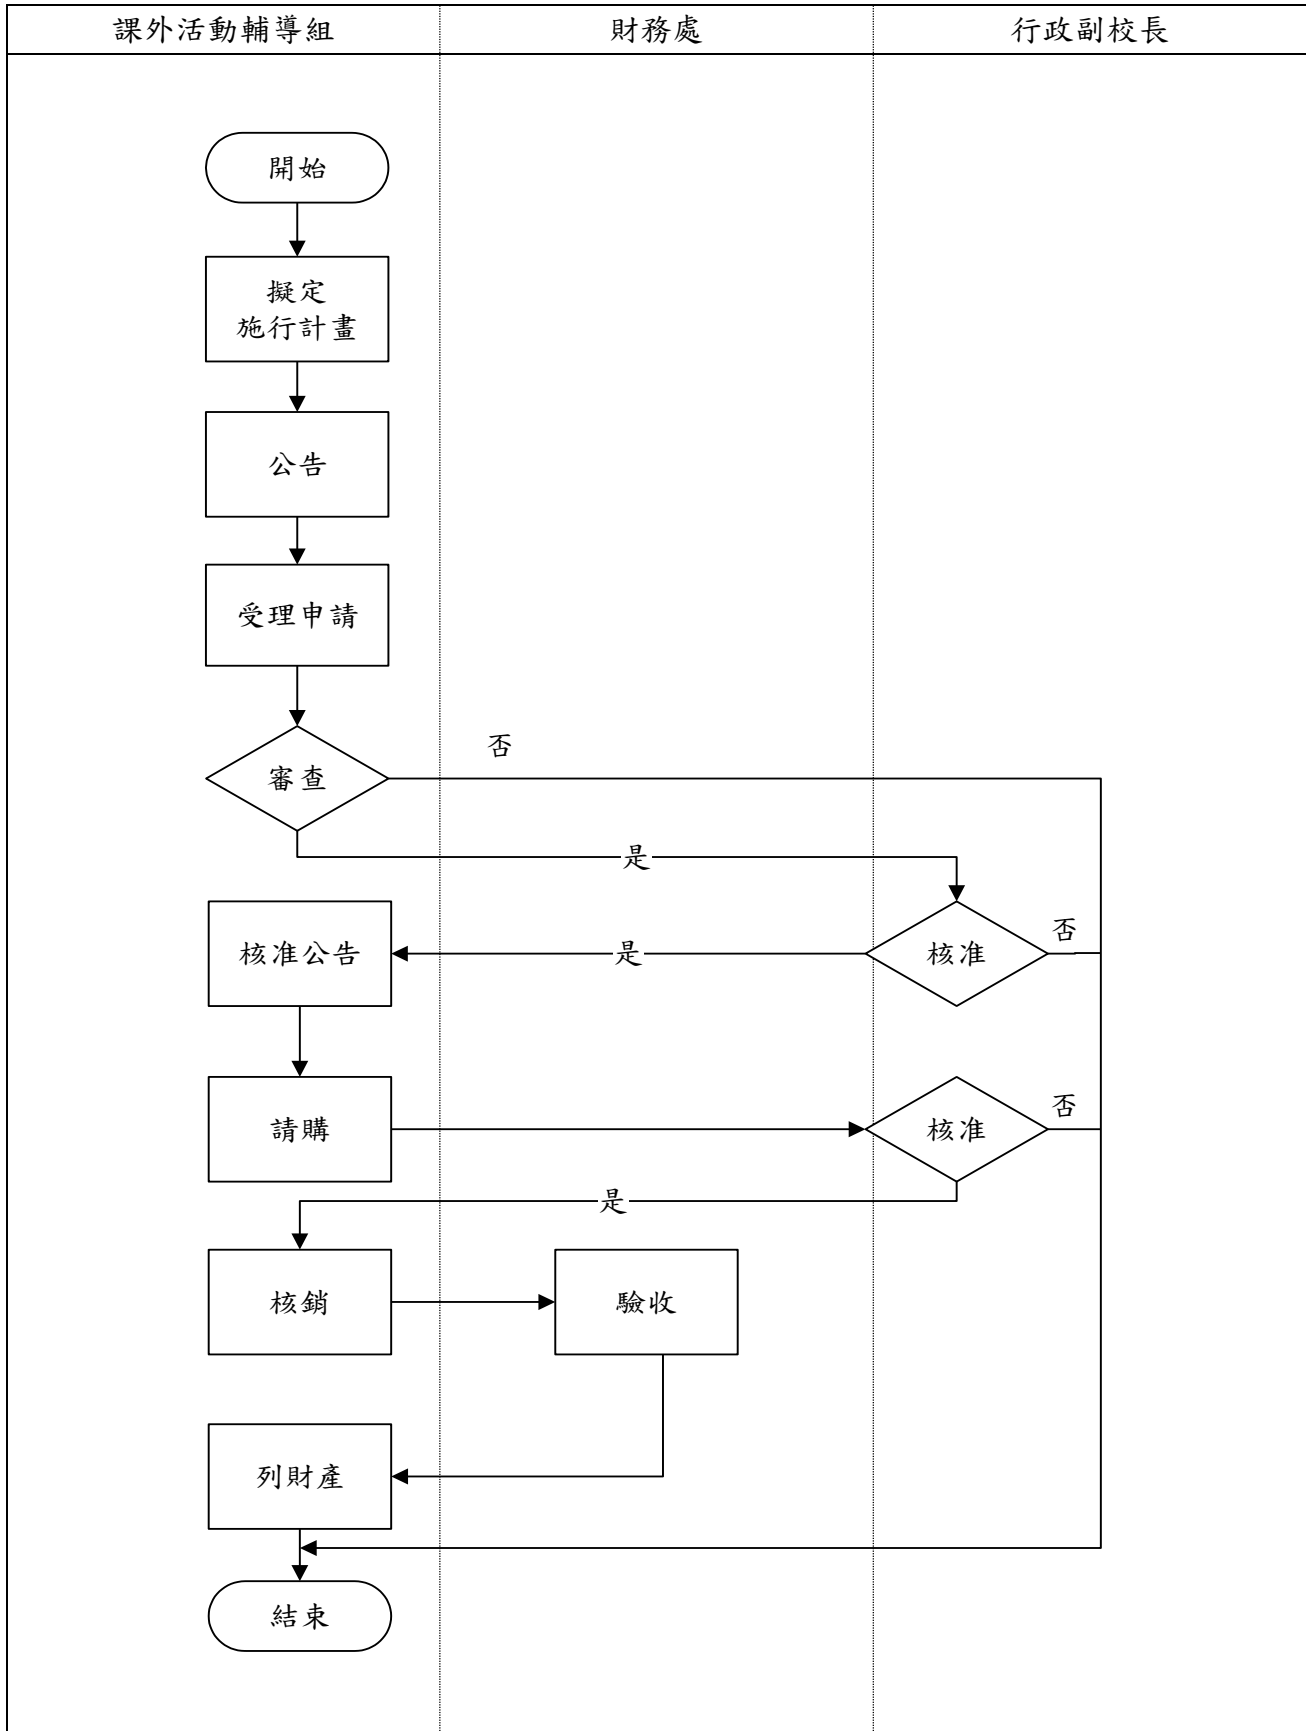 課外活動輔導組
財務處
行政副校長
開始
擬定
施行計畫
公告
受理申請
審查
否
是
核准公告
是
核准
否
請購
核准
否
是
核銷
驗收
列財產
結束